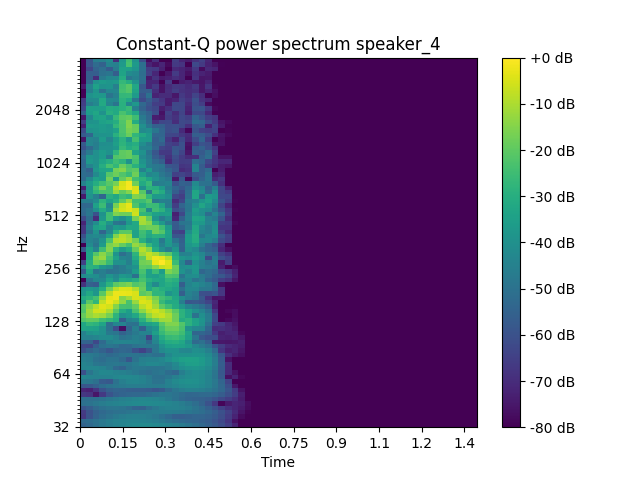 Constant-Q power spectrum speaker_4
+0 dB
2048
-10 dB
1024
-20 dB
512
-30 dB
Hz
-40 dB
256
-50 dB
128
-60 dB
64
-70 dB
32
-80 dB
0 0.15 0.3 0.45 0.6 0.75 0.9 1.1 1.2 1.4
Time